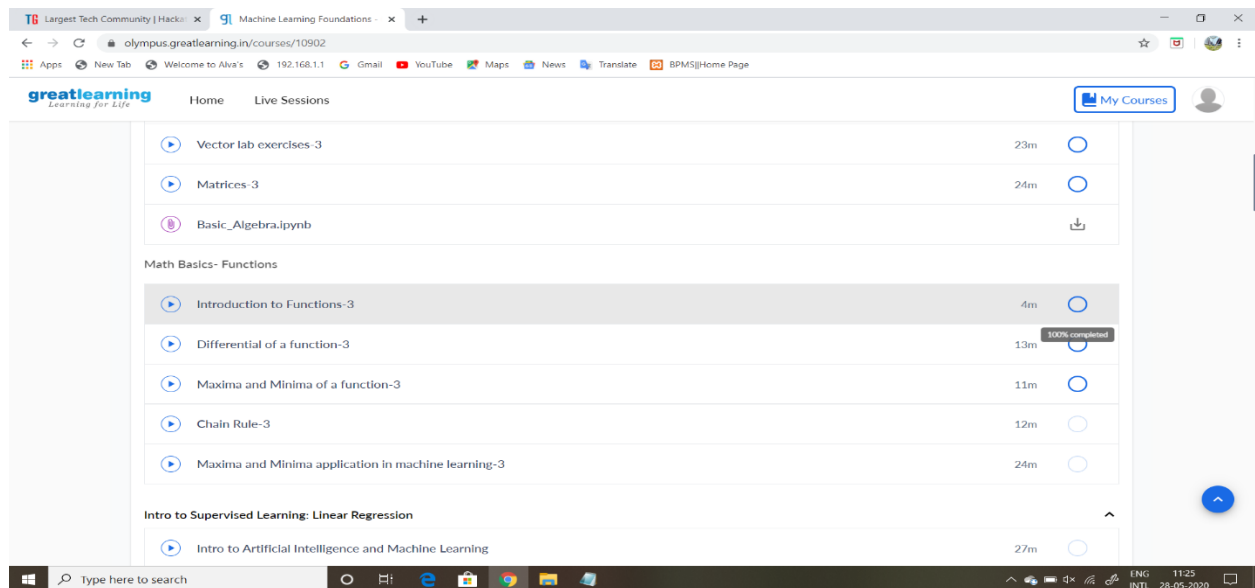 TG Largest Tech Community | Hacka
gl Machine Learning Foundations -
olympus.greatlearning.in/courses/10902
Apps New Tab Welcome to Alva's 192.168.1.1 Gmail YouTube Maps News Translate BPMS||Home Page
greatlearning
Learning for Life
Home Live Sessions My Courses
Vector lab exercises-3 23m
Matrices-3 24m
Basic_Algebra.ipynb
Math Basics- Functions
Introduction to Functions-3 4m
100% completed
Differential of a function-3 13m
Maxima and Minima of a function-3 11m
Chain Rule-3 12m
Maxima and Minima application in machine learning-3 24m
Intro to Supervised Learning: Linear Regression
Intro to Artificial Intelligence and Machine Learning 27m
Type here to search
ENG 11:25
INTL 28-05-2020